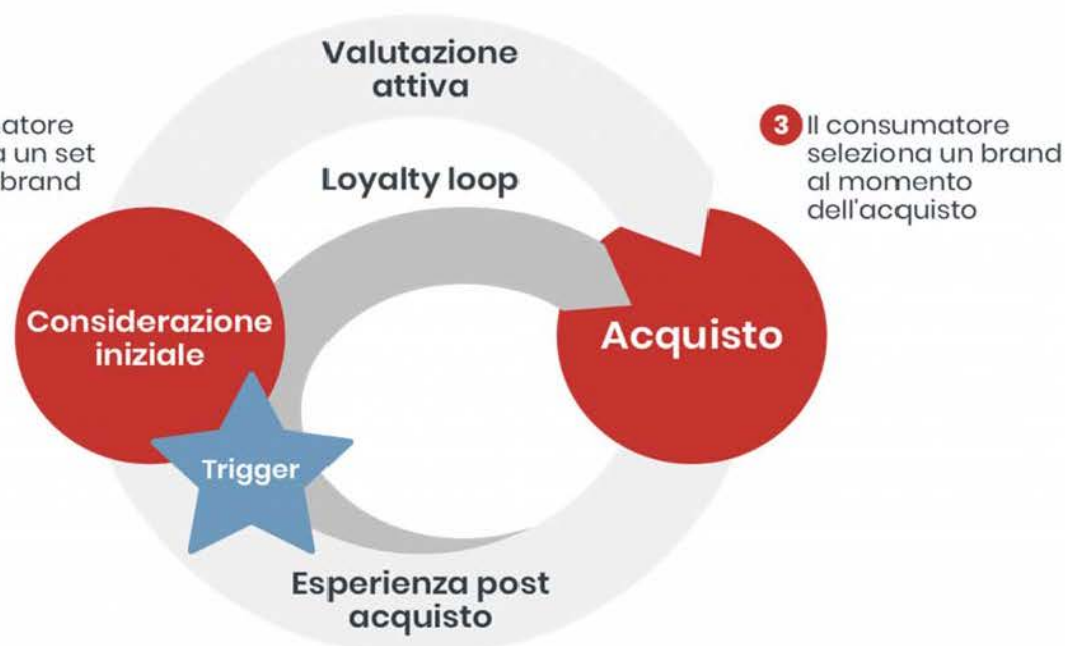 Valutazione
attiva
atore
a un set
brand
Loyalty loop
3 Il consumatore
seleziona un brand
al momento
dell'acquisto
Considerazione
iniziale
Acquisto
Trigger
Esperienza post
acquisto